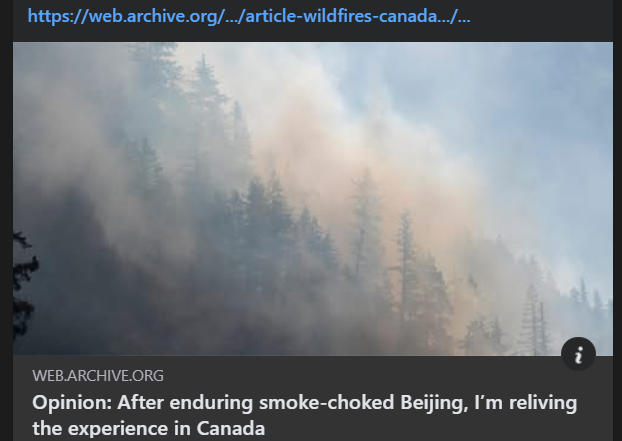 https://web.archive.org/.../article-wildfires-canada.../...
i
WEB.ARCHIVE.ORG
Opinion: After enduring smoke-choked Beijing, I’m reliving
the experience in Canada